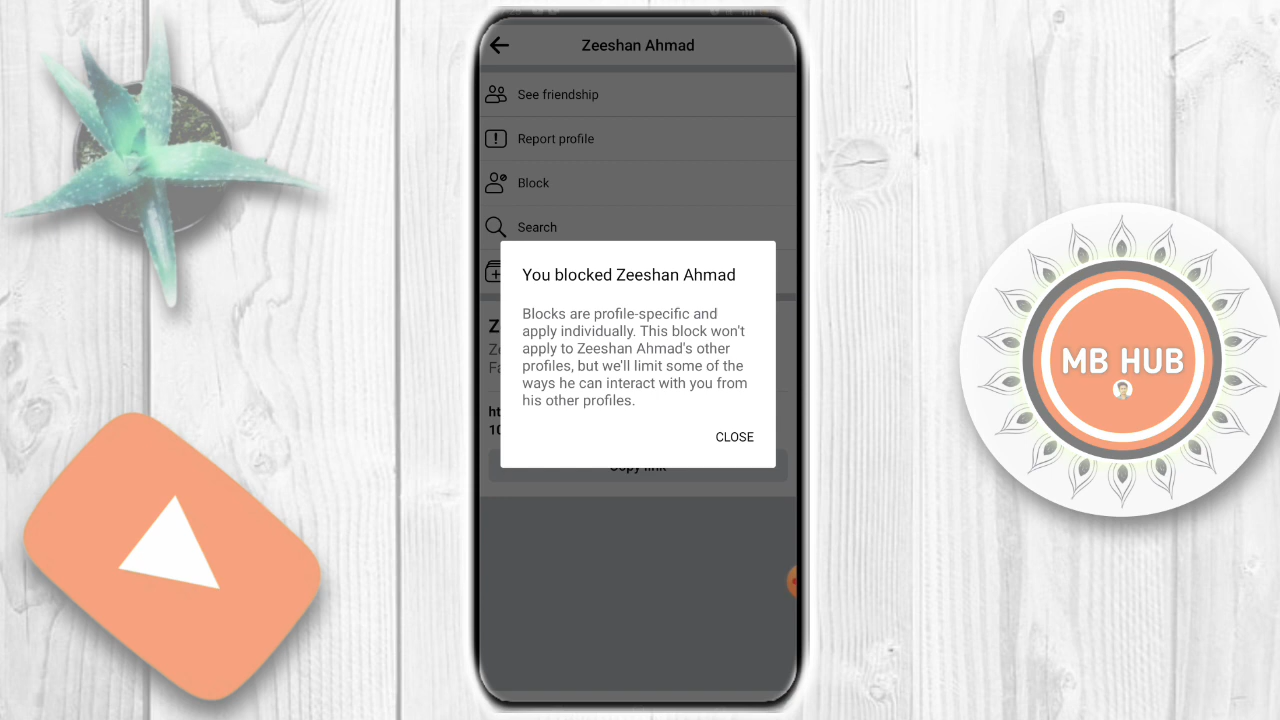 Zeeshan Ahmad
See friendship
Report profile
Block
Search
You blocked Zeeshan Ahmad
Blocks are profile-specific and
apply individually. This block won't
apply to Zeeshan Ahmad's other
profiles, but we'll limit some of the
ways he can interact with you from
his other profiles.
CLOSE
Copy link
MB HUB